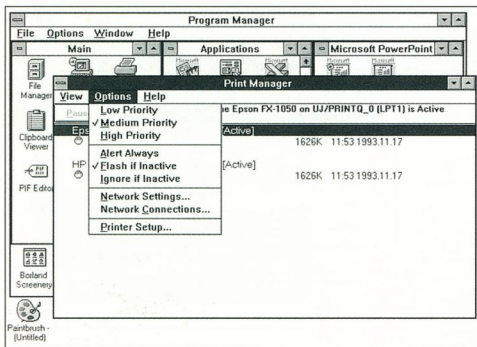 Program Manager
File Options Window Help
Main
Applications
Microsoft PowerPoint
File
Manager
Print Manager
View Options Help
Low Priority
Medium Priority
High Priority
Alert Always
Flash if Inactive
Ignore if Inactive
Network Settings...
Network Connections...
Printer Setup...
Paus
e Epson FX-1050 on UJ/PRINTQ_0 (LPT1) is Active
Eps
[Active]
1626K 11:53 1993.11.17
HP
[Active]
1626K 11:53 1993.11.17
Clipboard
Viewer
PIF
PIF Editor
Borland
Screenery
Paintbrush -
(Untitled)